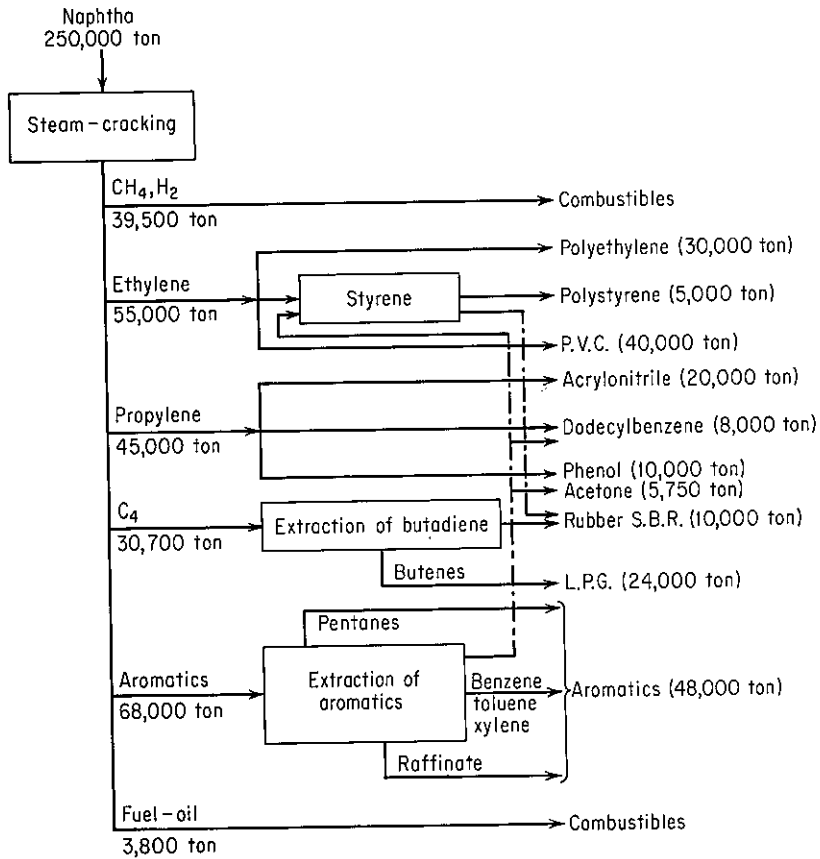 Naphtha
250,000 ton
Steam-cracking
CH4, H2
39,500 ton
Combustibles
Polyethylene (30,000 ton)
Ethylene
55,000 ton
Styrene
Polystyrene (5,000 ton)
P.V.C. (40,000 ton)
Acrylonitrile (20,000 ton)
Propylene
45,000 ton
Dodecylbenzene (8,000 ton)
Phenol (10,000 ton)
Acetone (5,750 ton)
C4
30,700 ton
Extraction of butadiene
Rubber S.B.R. (10,000 ton)
Butenes
L.P.G. (24,000 ton)
Pentanes
Aromatics
68,000 ton
Extraction of
aromatics
Benzene
toluene
xylene
Aromatics (48,000 ton)
Raffinate
Fuel-oil
3,800 ton
Combustibles